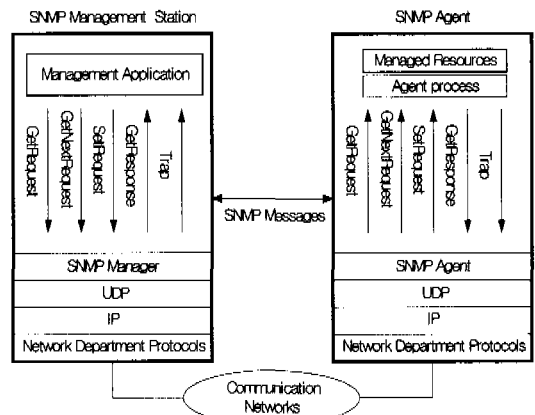 SNMP Management Station
Management Application
GetRequest
GetNextRequest
SetRequest
GetResponse
Trap
SNMP Manager
UDP
IP
Network Department Protocols
SNMP Messages
SNMP Agent
Managed Resources
Agent process
GetRequest
GetNextRequest
SetRequest
GetResponse
Trap
SNMP Agent
UDP
IP
Network Department Protocols
Communication
Networks